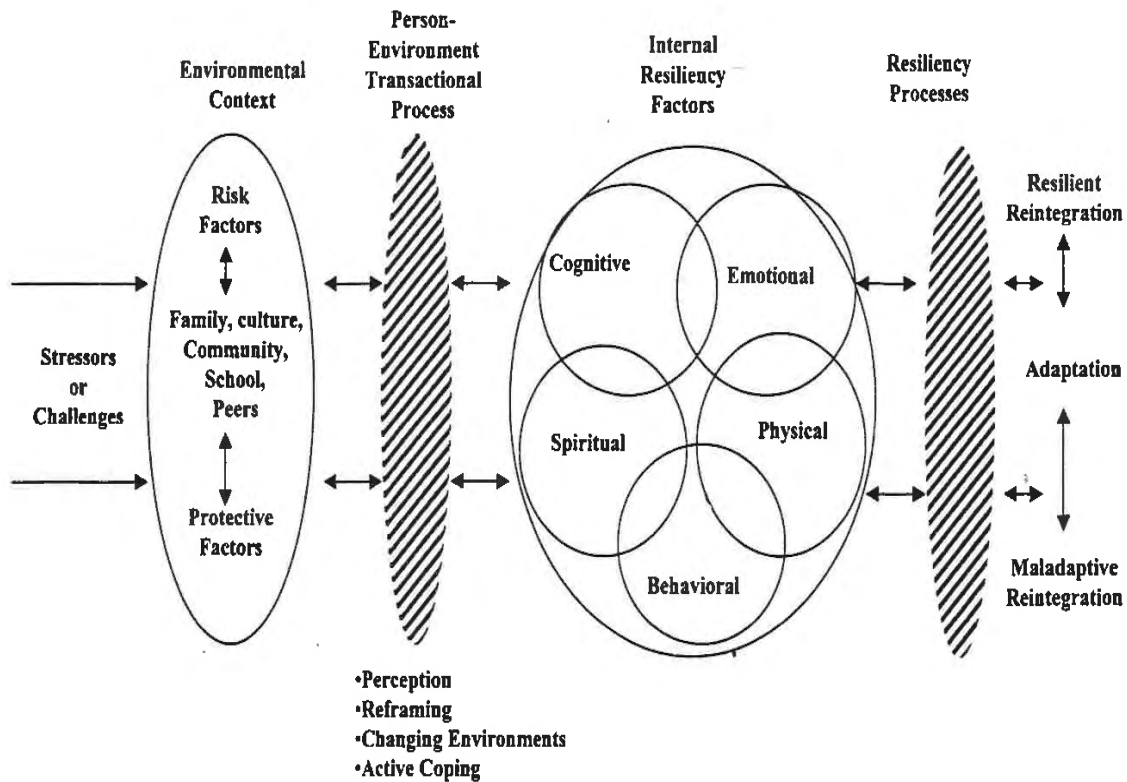 Person-
Environment
Transactional
Process
Environmental
Context
Internal
Resiliency
Factors
Resiliency
Processes
Stressors
or
Challenges
Risk
Factors
Family, culture,
Community,
School,
Peers
Protective
Factors
Cognitive
Emotional
Spiritual
Physical
Behavioral
Resilient
Reintegration
Adaptation
Maladaptive
Reintegration
•Perception
•Reframing
•Changing Environments
•Active Coping